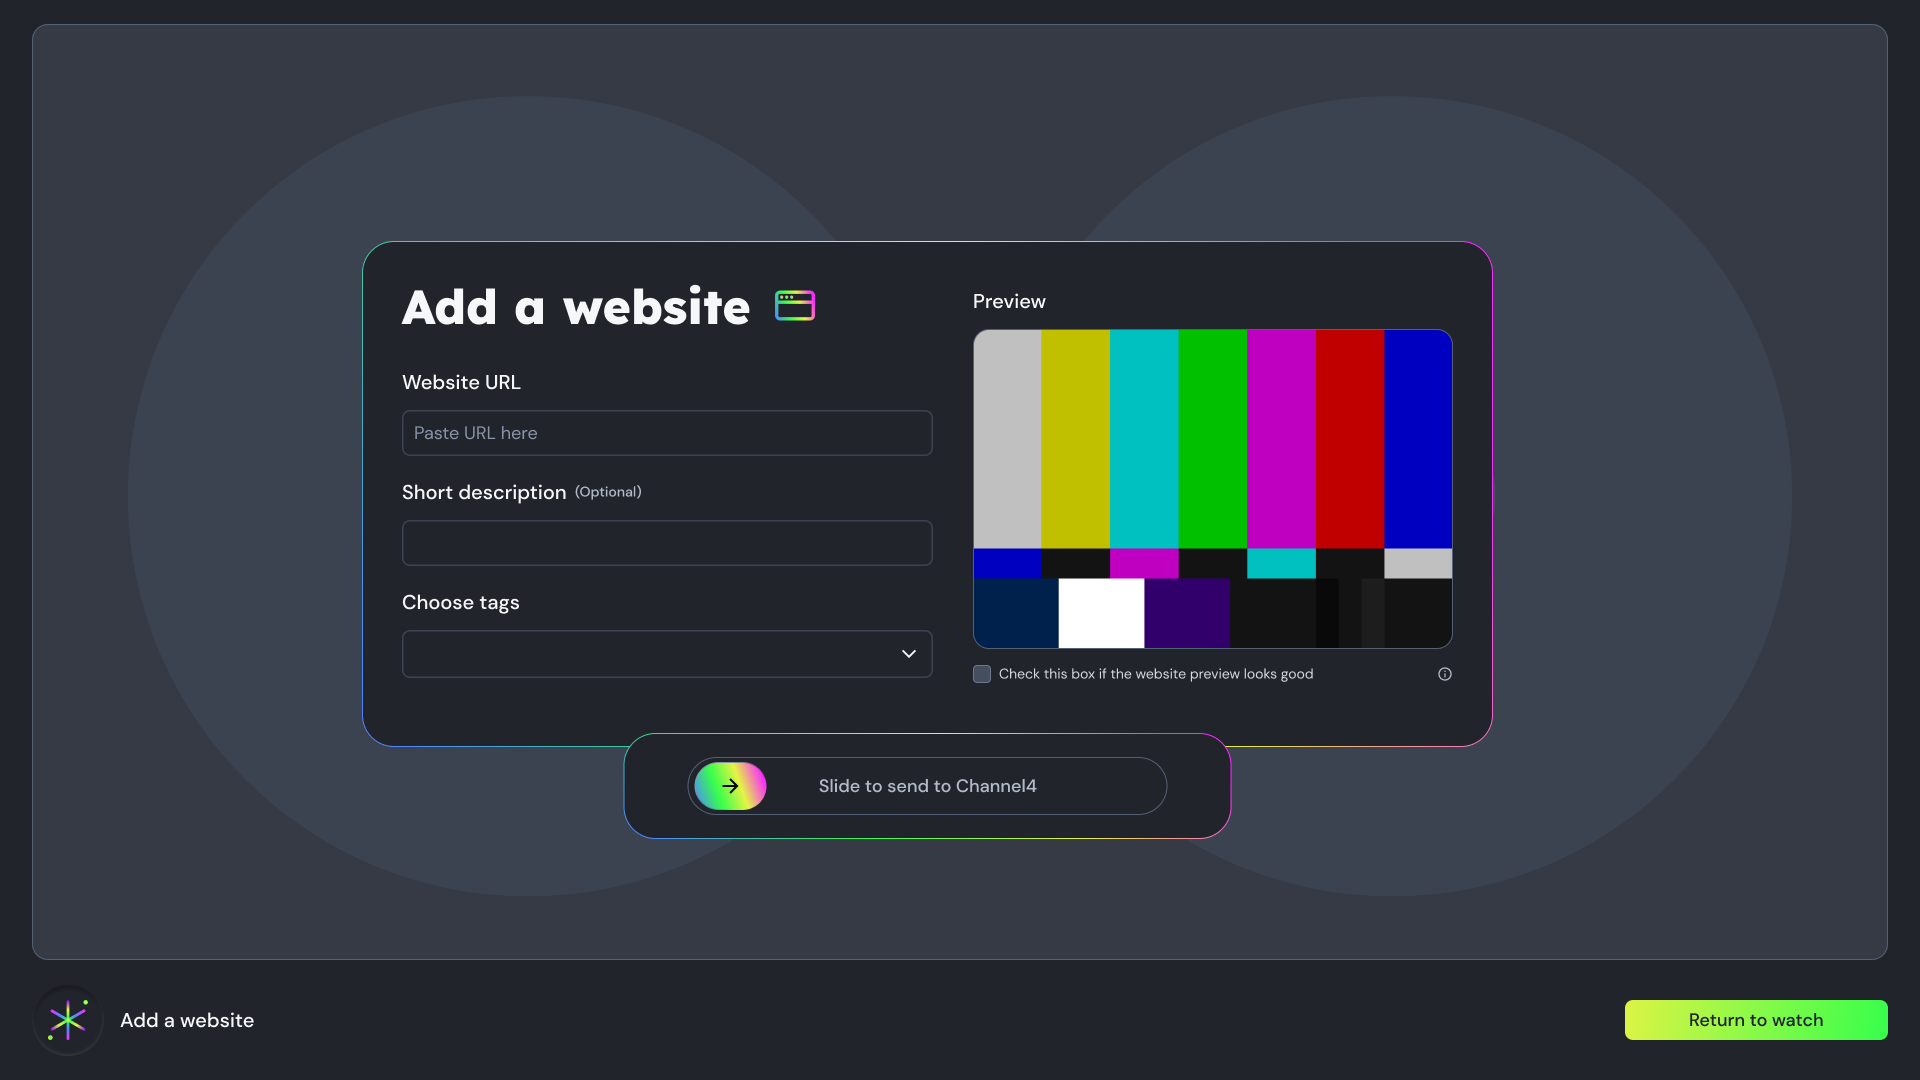 Add a website
Website URL
Paste URL here
Short description (Optional)
Choose tags
Preview
Check this box if the website preview looks good
Slide to send to Channel4
Add a website
Return to watch